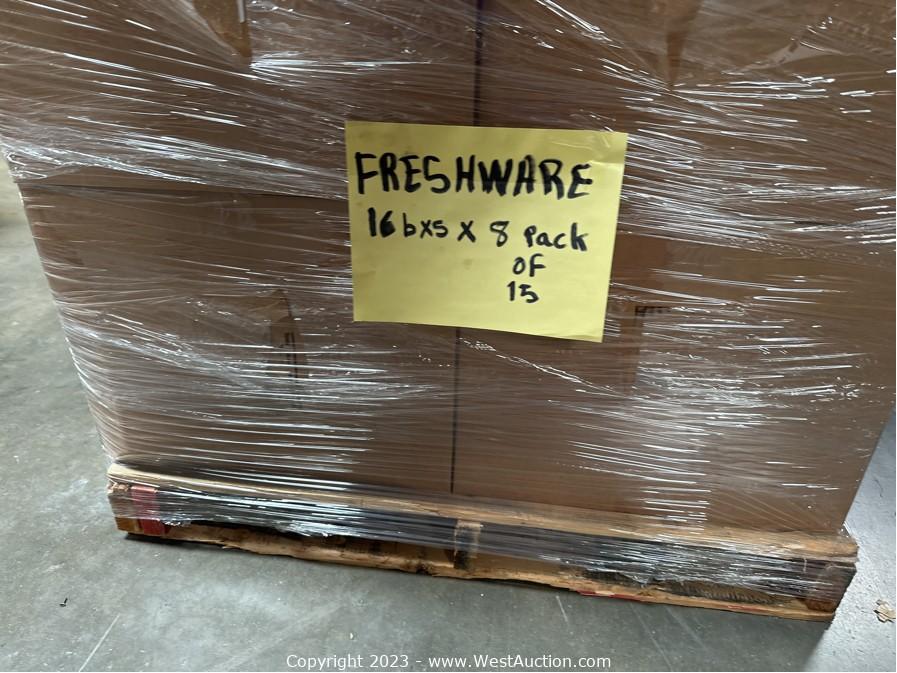 FRESHWARE
16 bxs x 8 Pack
OF
15
Copyright 2023 - www.WestAuction.com